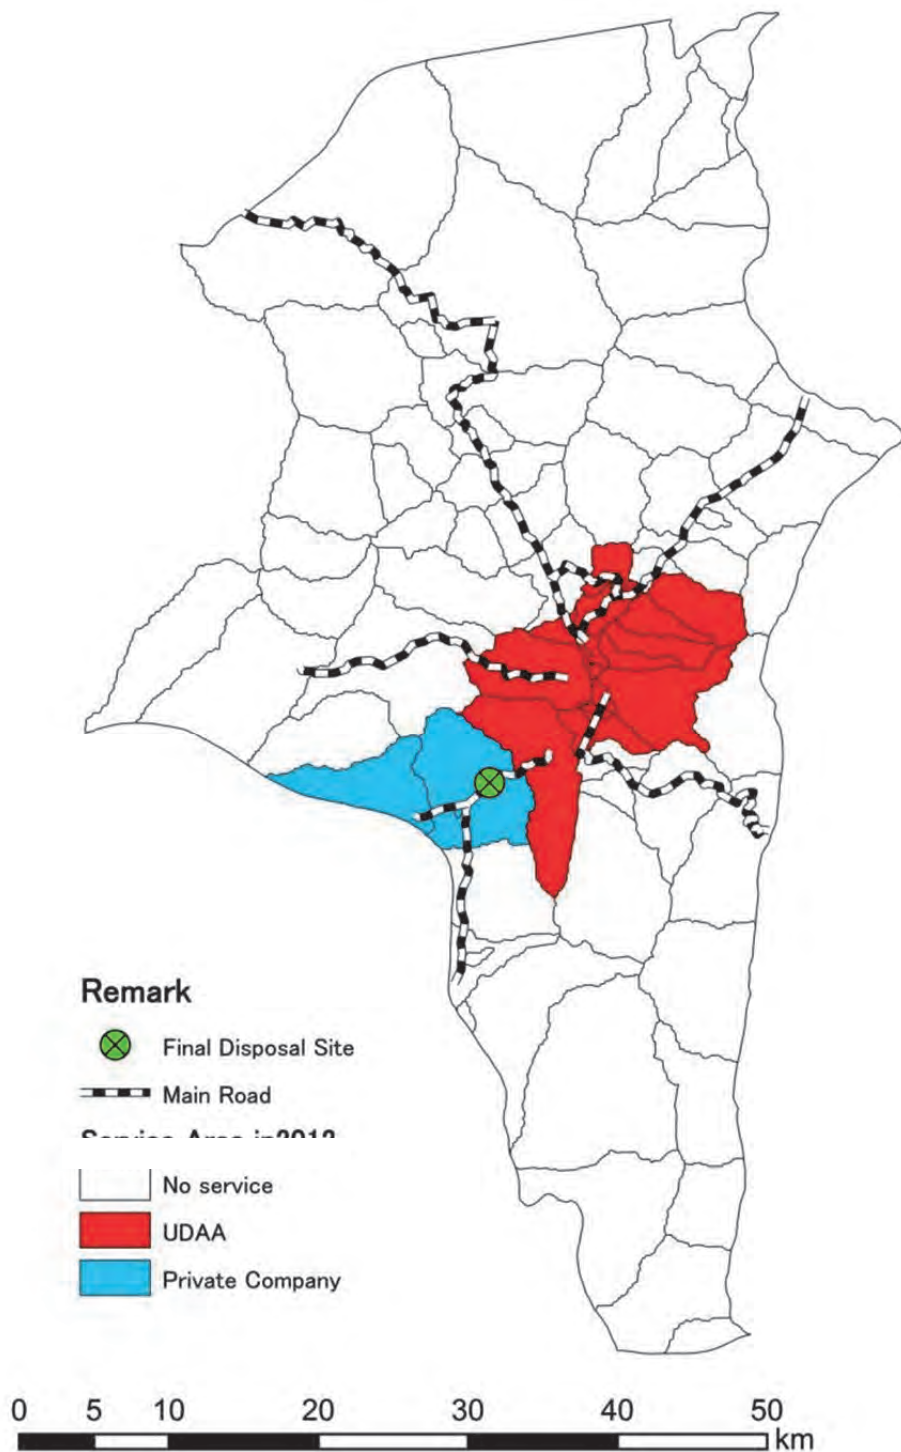 Remark
Final Disposal Site
Main Road
No service
UDAA
Private Company
0 5 10 20 30 40 50
km